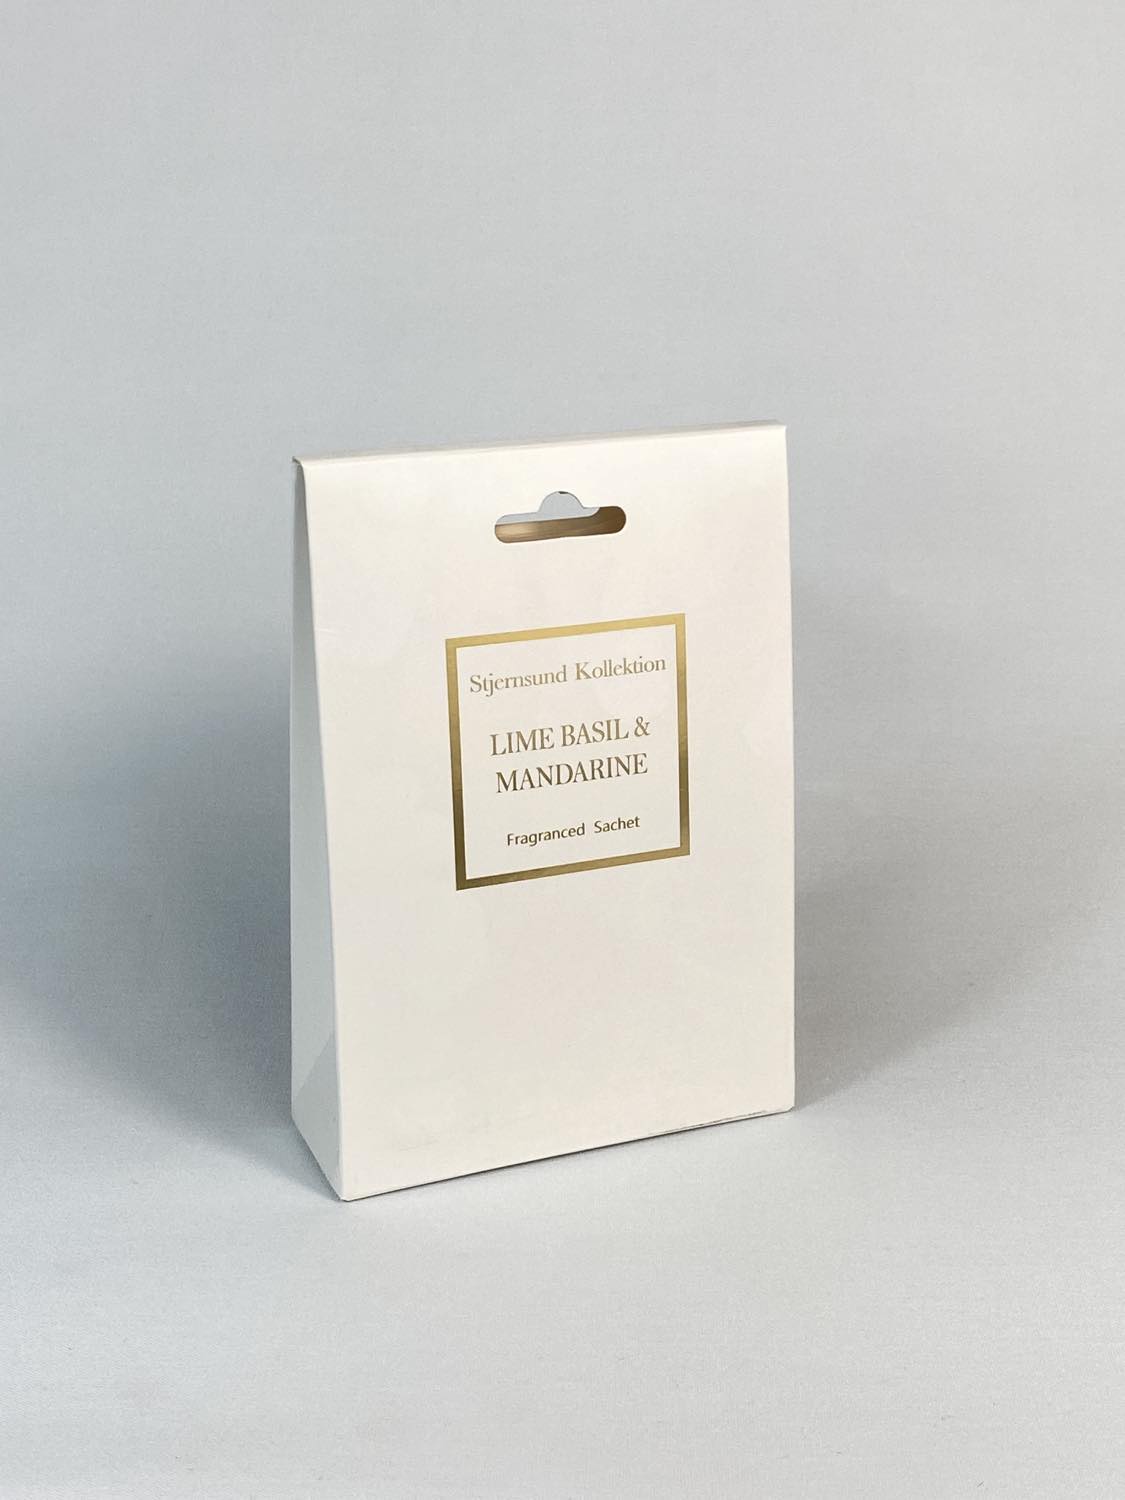 Stjernsund Kollektion
LIME BASIL &
MANDARINE
Fragranced Sachet